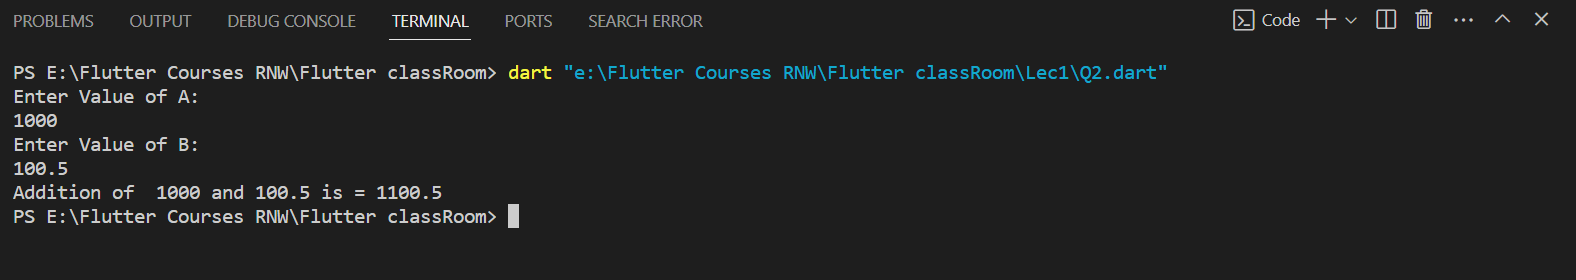 PROBLEMS OUTPUT DEBUG CONSOLE TERMINAL PORTS SEARCH ERROR Code
PS E:\Flutter Courses RNW\Flutter classRoom> dart "e:\Flutter Courses RNW\Flutter classRoom\Lec1\Q2.dart"
Enter Value of A:
1000
Enter Value of B:
100.5
Addition of  1000 and 100.5 is = 1100.5
PS E:\Flutter Courses RNW\Flutter classRoom>